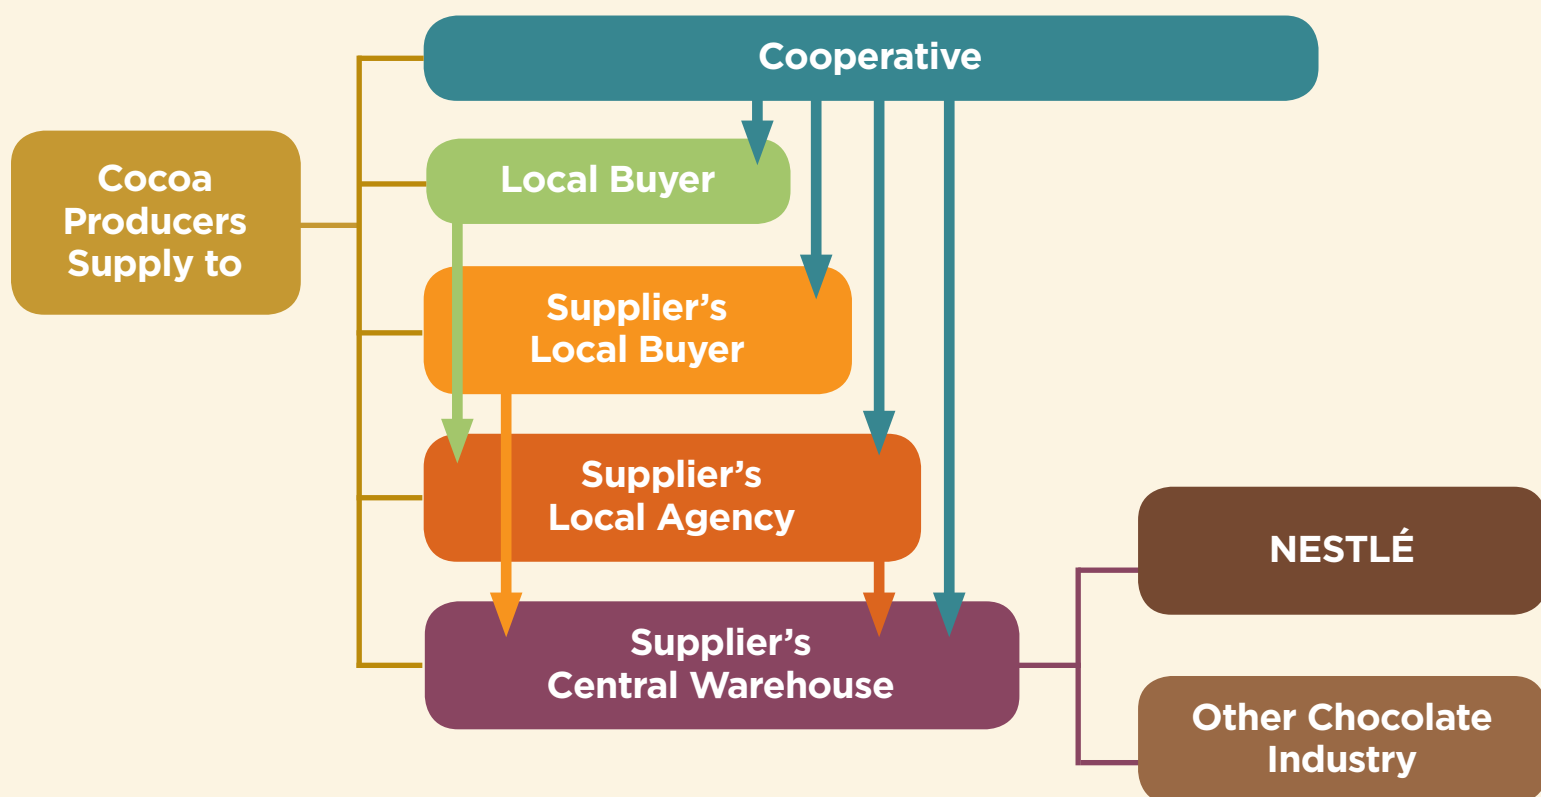 Cooperative
Cocoa
Producers
Supply to
Local Buyer
Supplier’s
Local Buyer
Supplier’s
Local Agency
Supplier’s
Central Warehouse
NESTLÉ
Other Chocolate
Industry